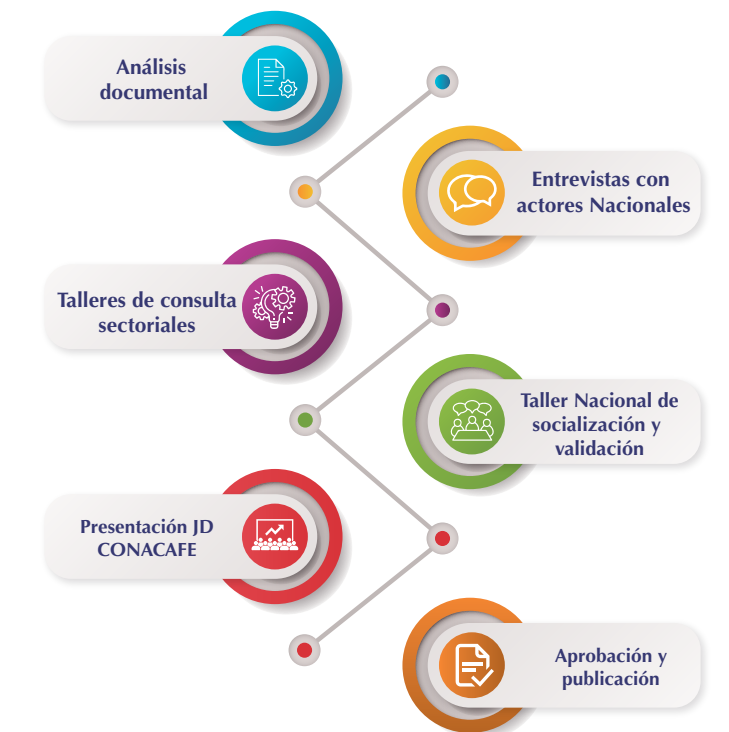 Análisis
documental
Entrevistas con
actores Nacionales
Talleres de consulta
sectoriales
Taller Nacional de
socialización y
validación
Presentación JD
CONACAFE
Aprobación y
publicación